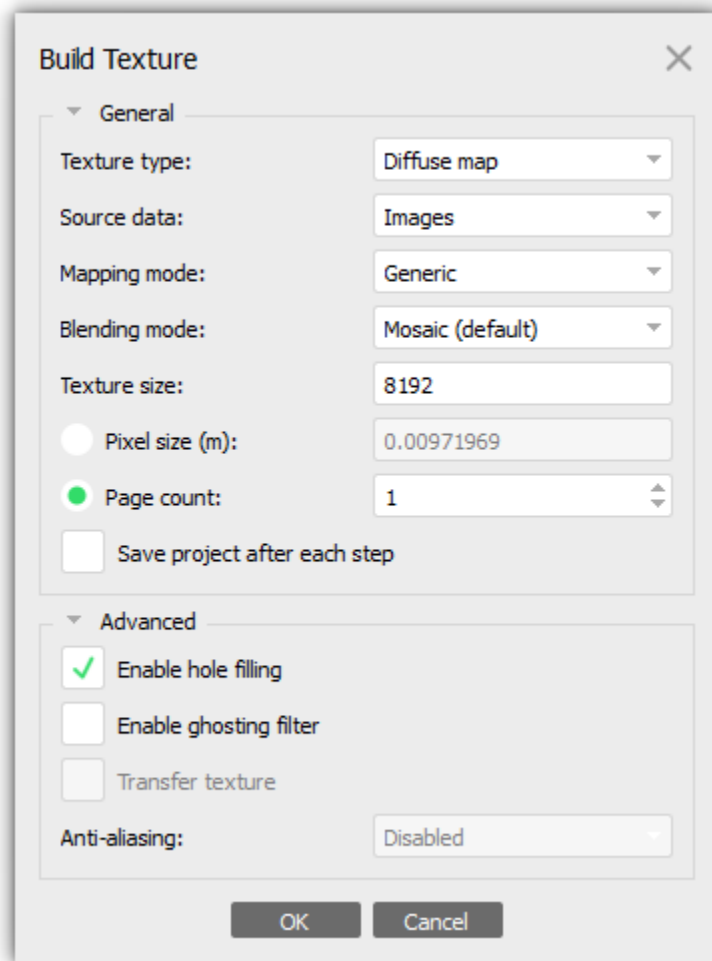 Build Texture
General
Texture type: Diffuse map
Source data: Images
Mapping mode: Generic
Blending mode: Mosaic (default)
Texture size: 8192
Pixel size (m): 0.00971969
Page count: 1
Save project after each step
Advanced
Enable hole filling
Enable ghosting filter
Transfer texture
Anti-aliasing: Disabled
OK Cancel